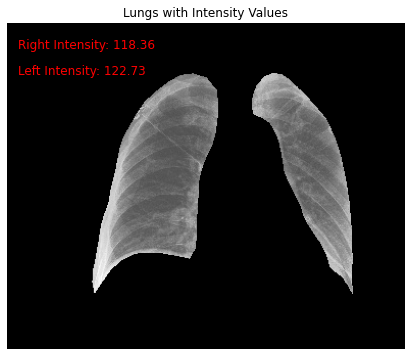 Lungs with Intensity Values
Right Intensity: 118.36
Left Intensity: 122.73